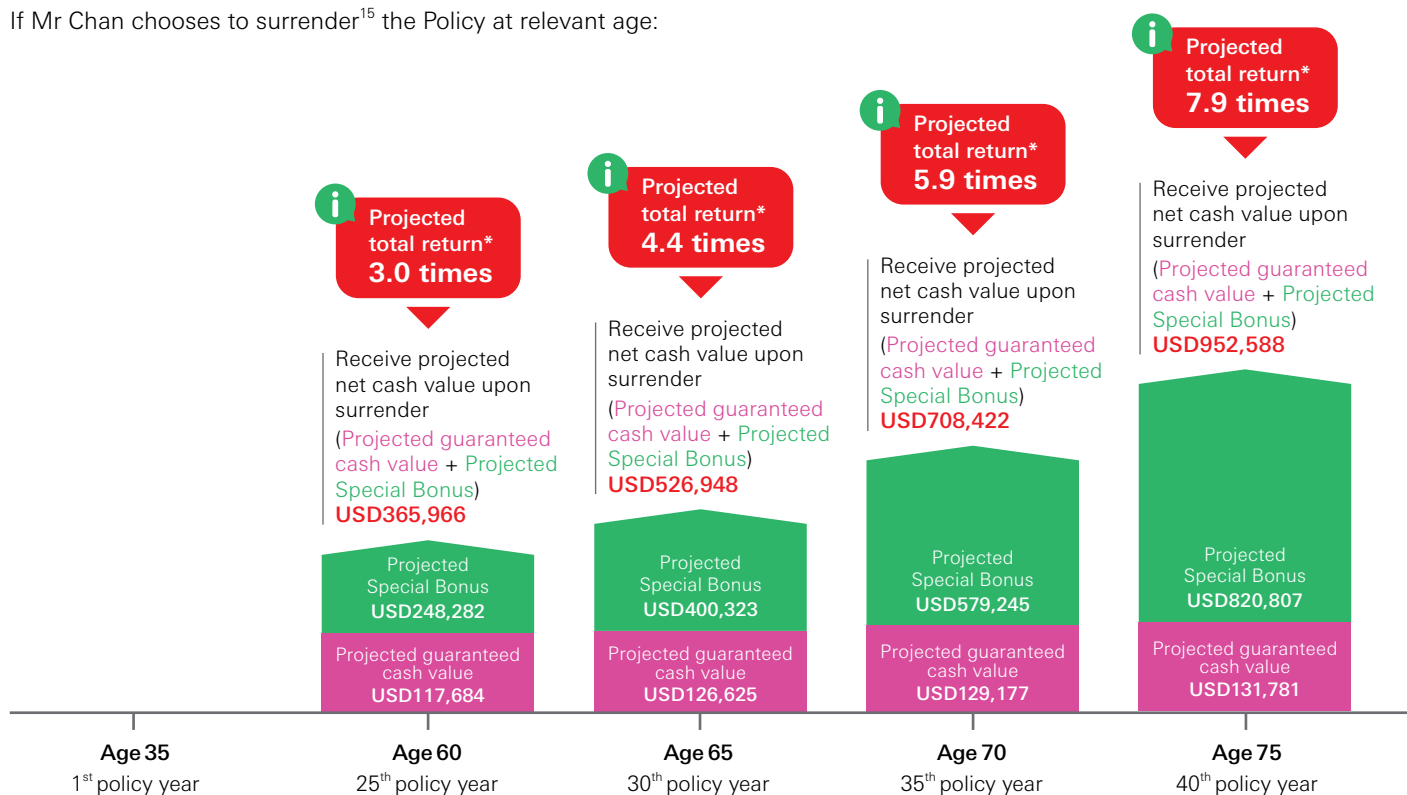 If Mr Chan chooses to surrender15 the Policy at relevant age:
Projected
total return*
3.0 times
Receive projected
net cash value upon
surrender
(Projected guaranteed
cash value + Projected
Special Bonus)
USD365,966
Projected
Special Bonus
USD248,282
Projected guaranteed
cash value
USD117,684
Projected
total return*
4.4 times
Receive projected
net cash value upon
surrender
(Projected guaranteed
cash value + Projected
Special Bonus)
USD526,948
Projected
Special Bonus
USD400,323
Projected guaranteed
cash value
USD126,625
Projected
total return*
5.9 times
Receive projected
net cash value upon
surrender
(Projected guaranteed
cash value + Projected
Special Bonus)
USD708,422
Projected
Special Bonus
USD579,245
Projected guaranteed
cash value
USD129,177
Projected
total return*
7.9 times
Receive projected
net cash value upon
surrender
(Projected guaranteed
cash value + Projected
Special Bonus)
USD952,588
Projected
Special Bonus
USD820,807
Projected guaranteed
cash value
USD131,781
Age 35
1st policy year
Age 60
25th policy year
Age 65
30th policy year
Age 70
35th policy year
Age 75
40th policy year